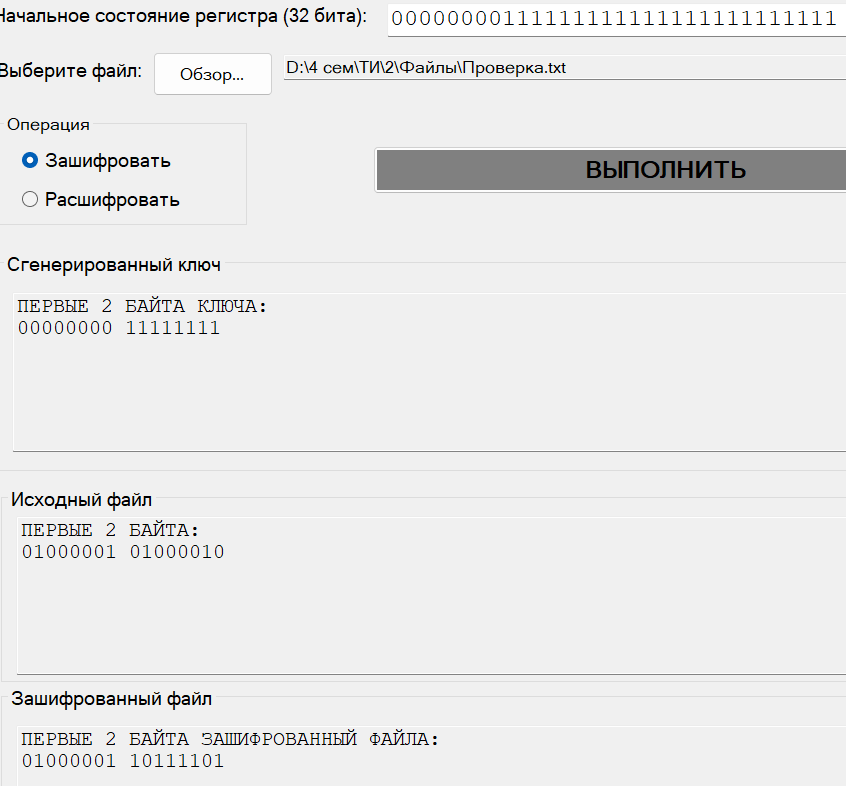 Начальное состояние регистра (32 бита):
00000000111111111111111111111111
Выберите файл:
Обзор...
D:\4 сем\ТИ\2\Файлы\Проверка.txt
Операция
Зашифровать
Расшифровать
ВЫПОЛНИТЬ
Сгенерированный ключ
ПЕРВЫЕ 2 БАЙТА КЛЮЧА:
00000000 11111111
Исходный файл
ПЕРВЫЕ 2 БАЙТА:
01000001 01000010
Зашифрованный файл
ПЕРВЫЕ 2 БАЙТА ЗАШИФРОВАННЫЙ ФАЙЛА:
01000001 10111101